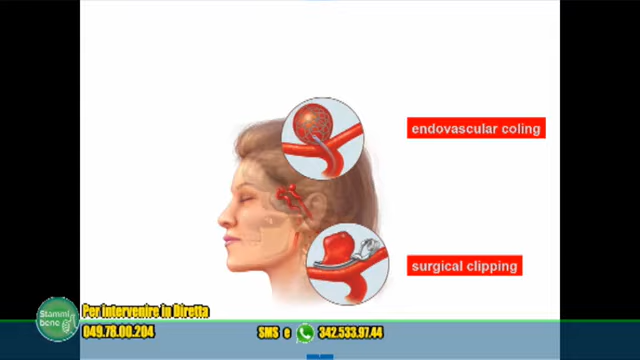 endovascular coling
surgical clipping
Stammi
bene
Per intervenire in Diretta
049.78.00.204
SMS e 342.533.97.44